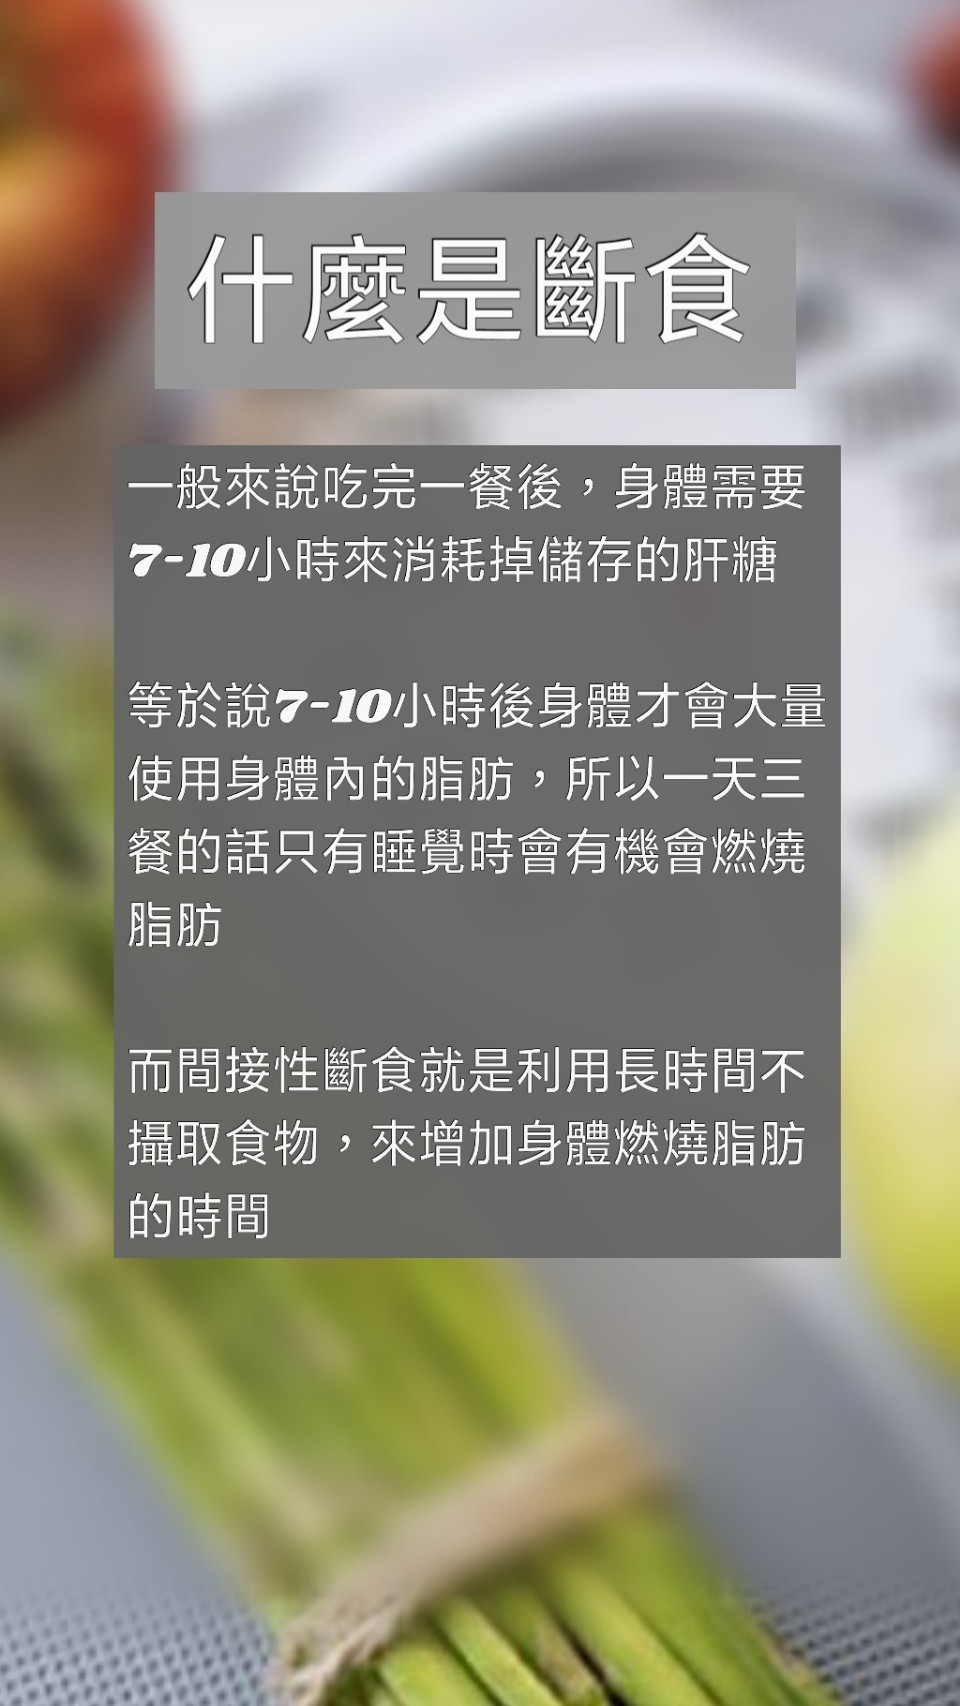 什麼是斷食
一般來說吃完一餐後，身體需要
7-10小時來消耗掉儲存的肝糖
等於說7-10小時後身體才會大量
使用身體內的脂肪，所以一天三
餐的話只有睡覺時會有機會燃燒
脂肪
而間接性斷食就是利用長時間不
攝取食物，來增加身體燃燒脂肪
的時間